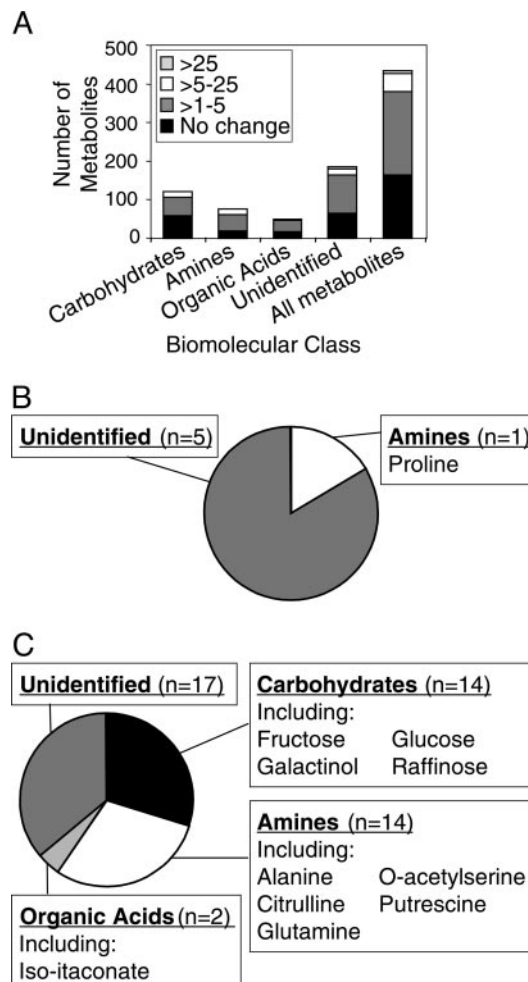 A
500
400
300
200
100
0
Number of
Metabolites
>25
>5-25
>1-5
No change
Carbohydrates
Amines
Organic Acids
Unidentified
All metabolites
Biomolecular Class
B
Unidentified (n=5)
Amines (n=1)
Proline
C
Unidentified (n=17)
Carbohydrates (n=14)
Including:
Fructose Glucose
Galactinol Raffinose
Amines (n=14)
Including:
Alanine O-acetylserine
Citrulline Putrescine
Glutamine
Organic Acids (n=2)
Including:
Iso-itaconate